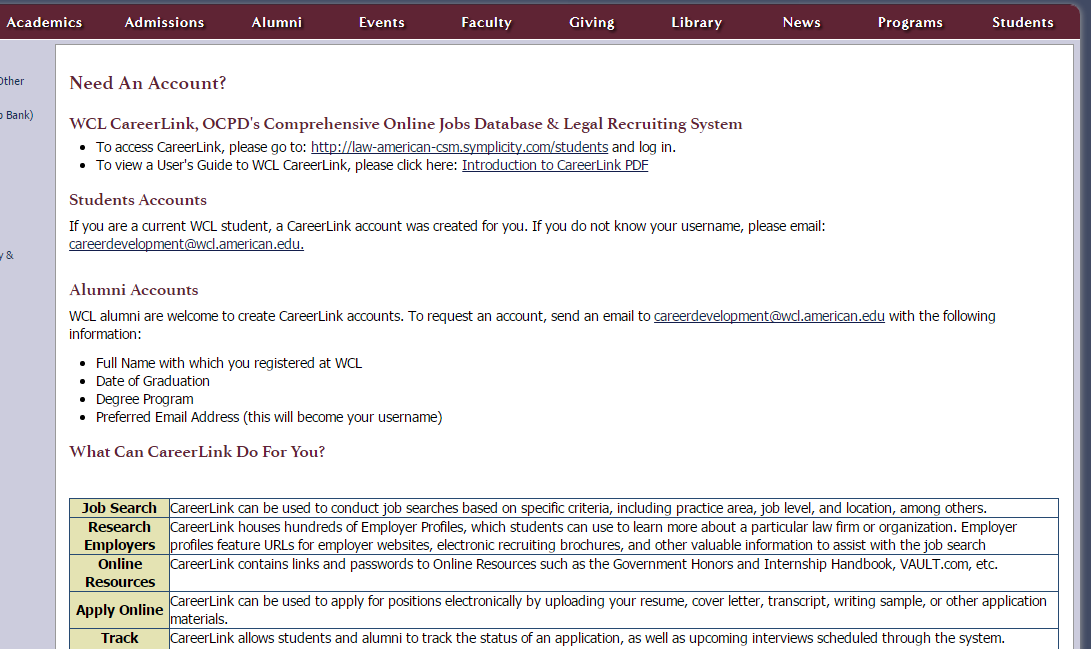 Academics Admissions Alumni Events Faculty Giving Library News Programs Students
Other
Bank)
y &
Need An Account?
WCL CareerLink, OCPD's Comprehensive Online Jobs Database & Legal Recruiting System
• To access CareerLink, please go to: http://law-american-csm.symplicity.com/students and log in.
• To view a User's Guide to WCL CareerLink, please click here: Introduction to CareerLink PDF
Students Accounts
If you are a current WCL student, a CareerLink account was created for you. If you do not know your username, please email:
careerdevelopment@wcl.american.edu.
Alumni Accounts
WCL alumni are welcome to create CareerLink accounts. To request an account, send an email to careerdevelopment@wcl.american.edu with the following
information:
• Full Name with which you registered at WCL
• Date of Graduation
• Degree Program
• Preferred Email Address (this will become your username)
What Can CareerLink Do For You?
Job Search CareerLink can be used to conduct job searches based on specific criteria, including practice area, job level, and location, among others.
Research CareerLink houses hundreds of Employer Profiles, which students can use to learn more about a particular law firm or organization. Employer
Employers profiles feature URLs for employer websites, electronic recruiting brochures, and other valuable information to assist with the job search
Online CareerLink contains links and passwords to Online Resources such as the Government Honors and Internship Handbook, VAULT.com, etc.
Resources
Apply Online CareerLink can be used to apply for positions electronically by uploading your resume, cover letter, transcript, writing sample, or other application
materials.
Track CareerLink allows students and alumni to track the status of an application, as well as upcoming interviews scheduled through the system.